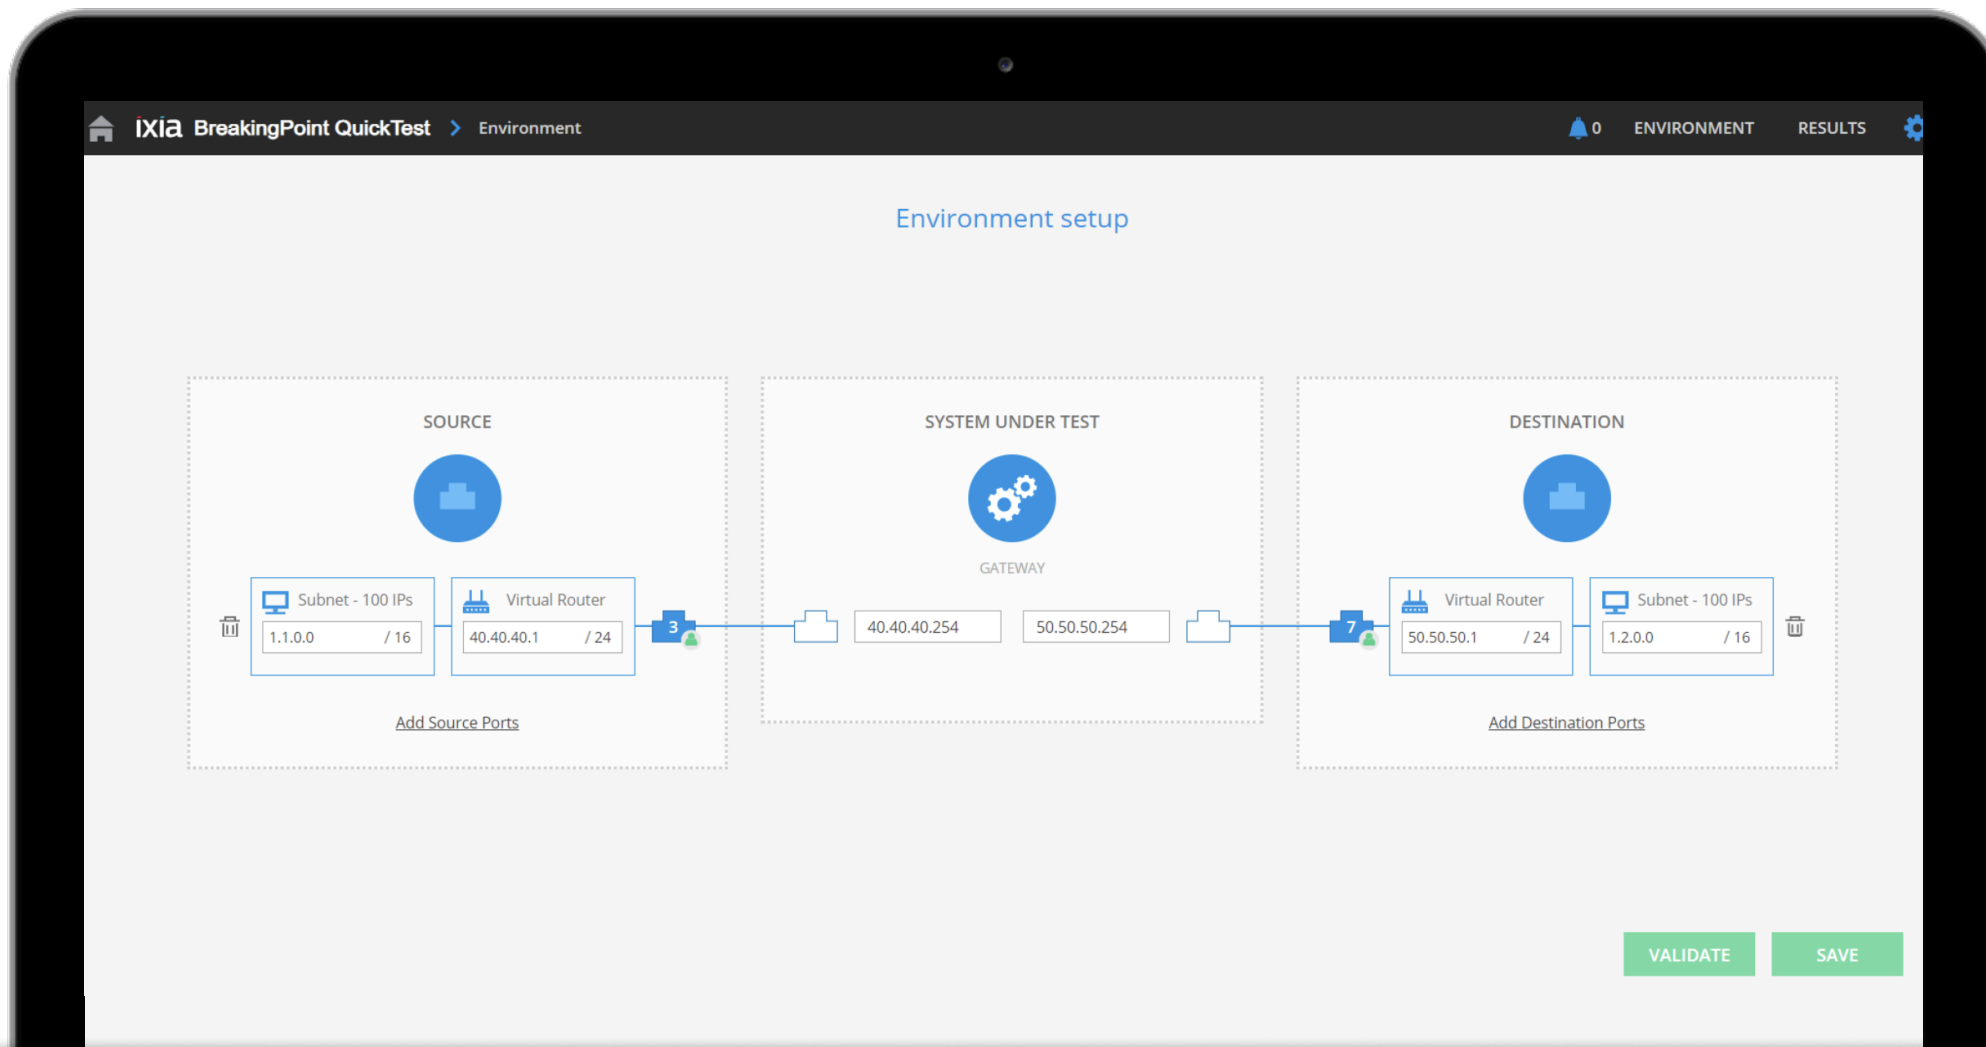 ixia BreakingPoint QuickTest > Environment
0 ENVIRONMENT RESULTS
Environment setup
SOURCE
Subnet - 100 IPs
1.1.0.0 / 16
Virtual Router
40.40.40.1 / 24
3
Add Source Ports
SYSTEM UNDER TEST
GATEWAY
40.40.40.254
50.50.50.254
DESTINATION
7
Virtual Router
50.50.50.1 / 24
Subnet - 100 IPs
1.2.0.0 / 16
Add Destination Ports
VALIDATE
SAVE